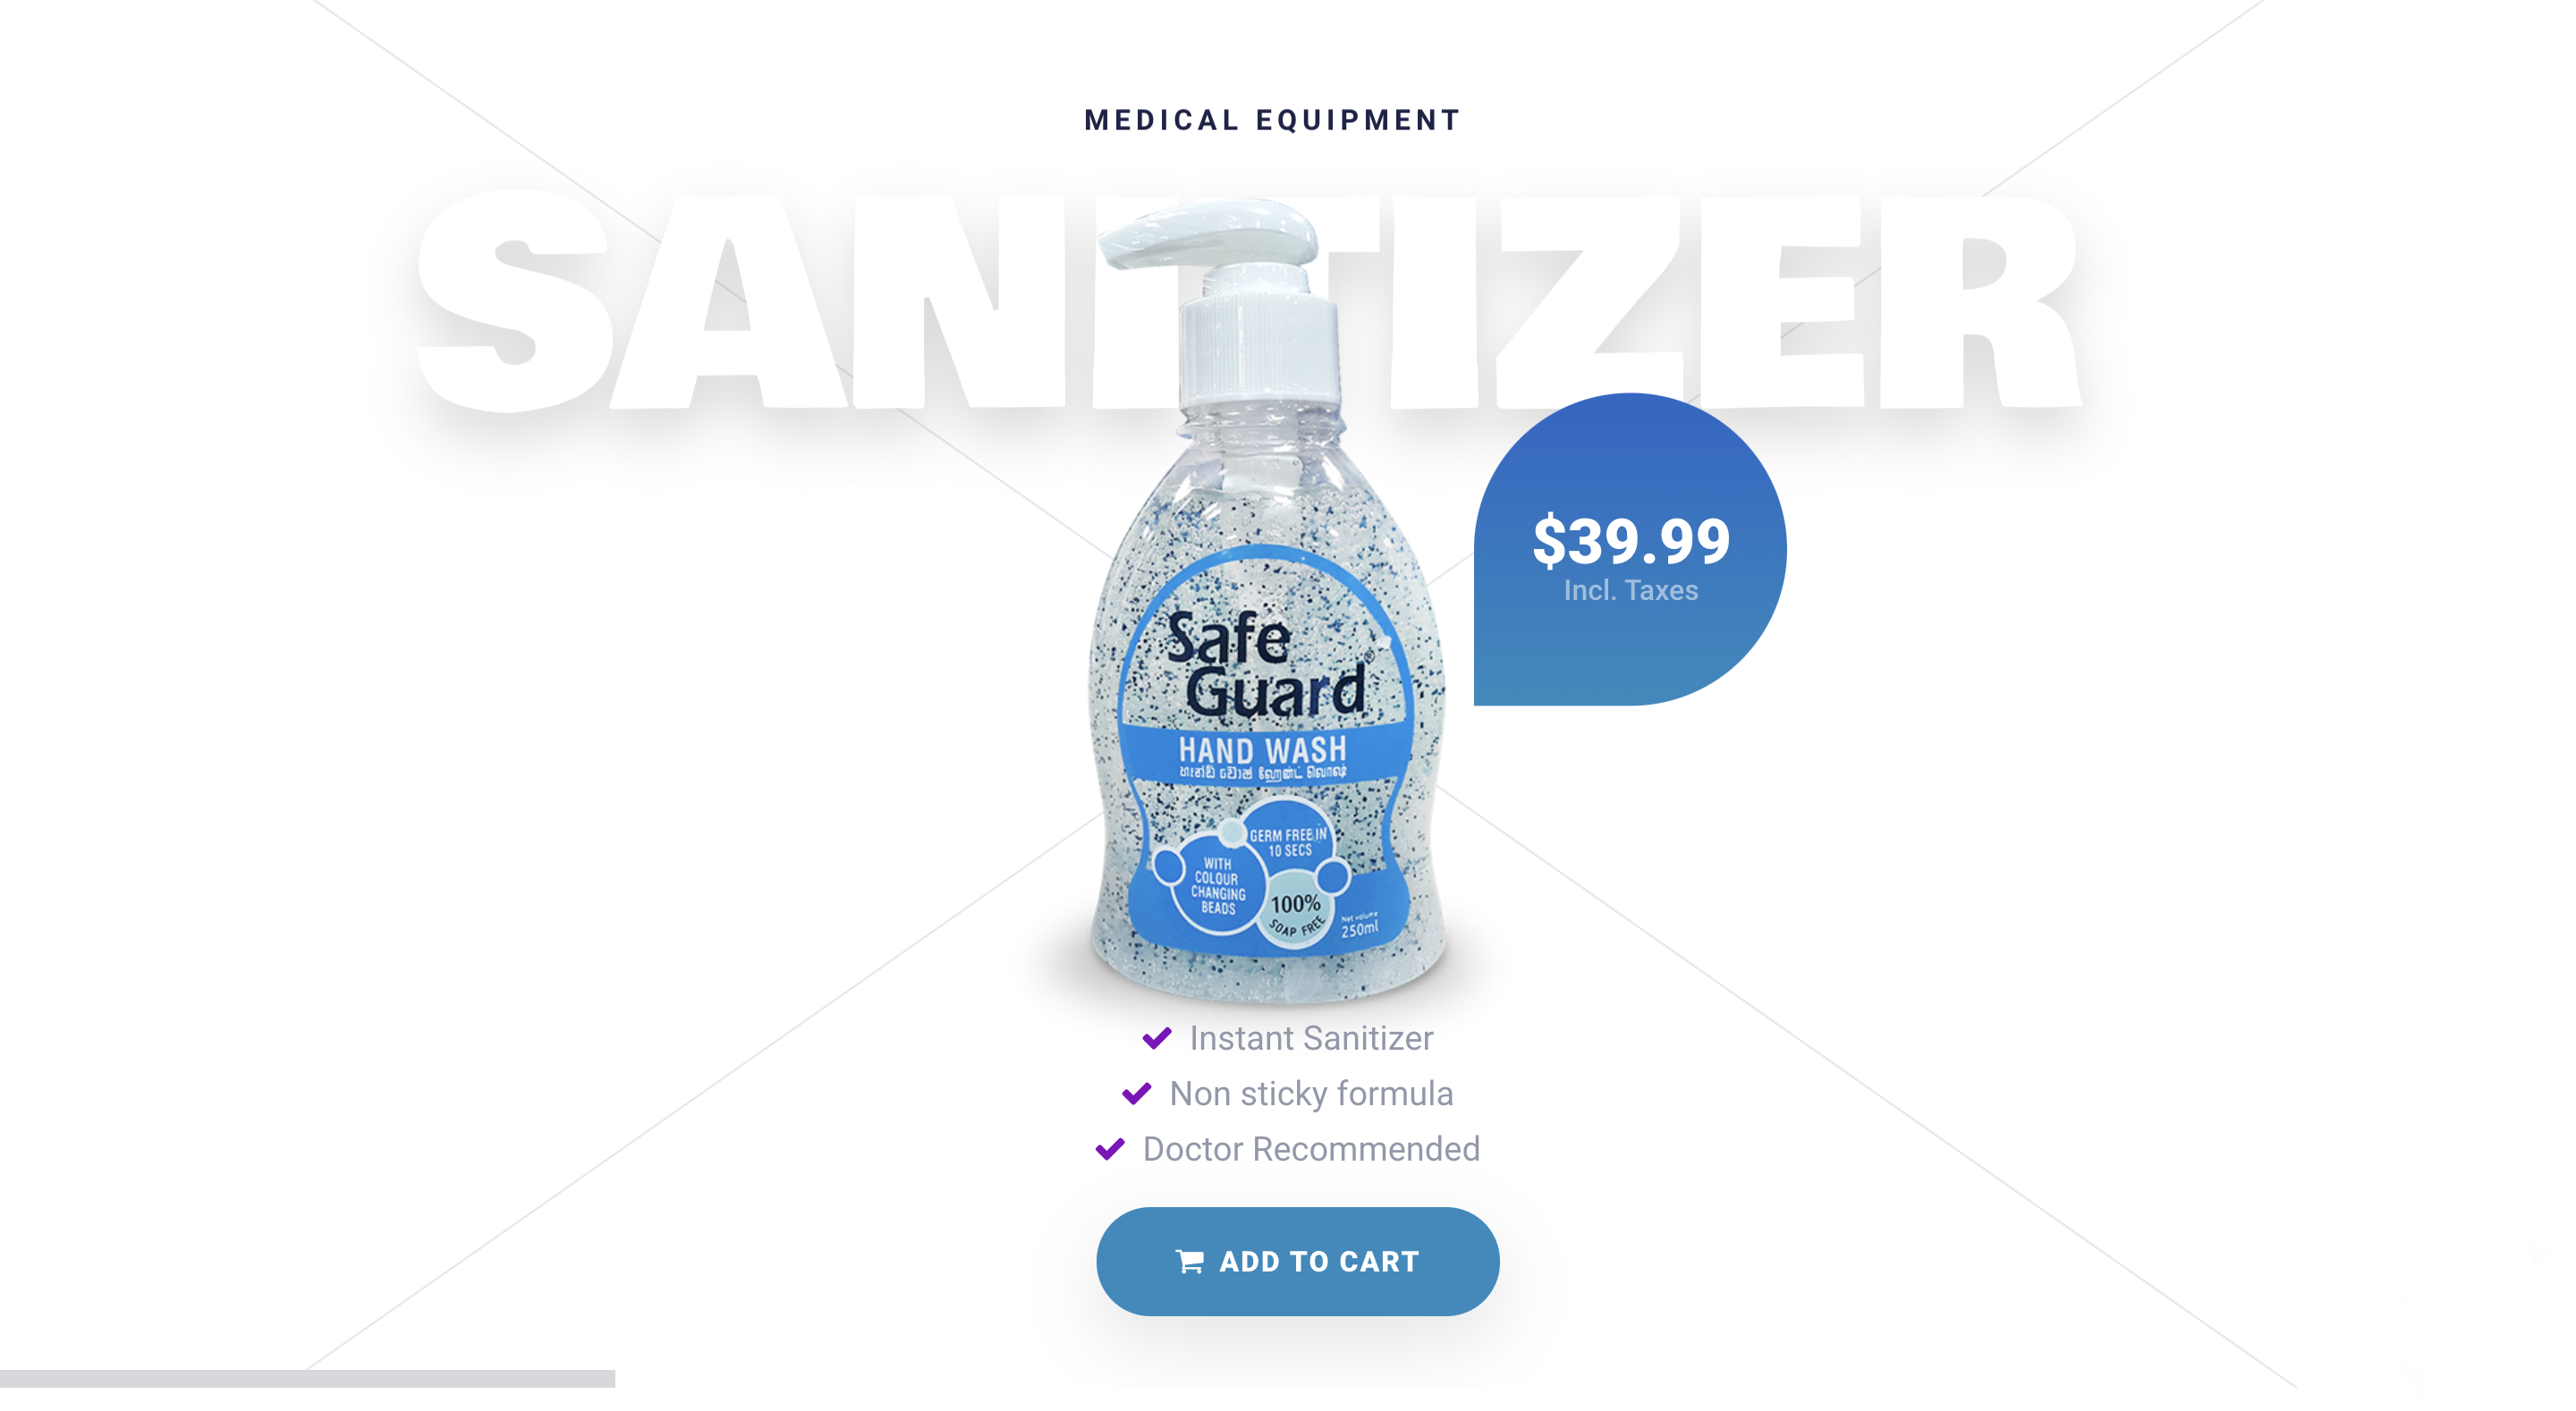 MEDICAL EQUIPMENT
SANITIZER
$39.99
Incl. Taxes
Safe
Guard®
HAND WASH
හෑන්ඩ් වොෂ් ஹேண்ட் வொஷ்
GERM FREE IN
10 SECS
WITH
COLOUR
CHANGING
BEADS
100%
SOAP FREE
Net volume
250ml
Instant Sanitizer
Non sticky formula
Doctor Recommended
ADD TO CART